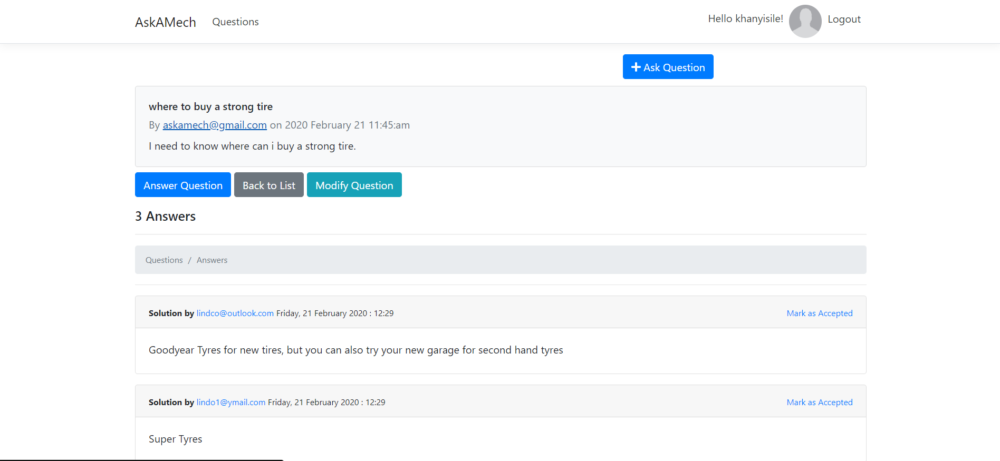 AskAMech Questions Hello khanyisile! Logout
Ask Question
where to buy a strong tire
By askamech@gmail.com on 2020 February 21 11:45:am
I need to know where can i buy a strong tire.
Answer Question Back to List Modify Question
3 Answers
Questions / Answers
Solution by lindco@outlook.com Friday, 21 February 2020 : 12:29 Mark as Accepted
Goodyear Tyres for new tires, but you can also try your new garage for second hand tyres
Solution by lindo1@ymail.com Friday, 21 February 2020 : 12:29 Mark as Accepted
Super Tyres